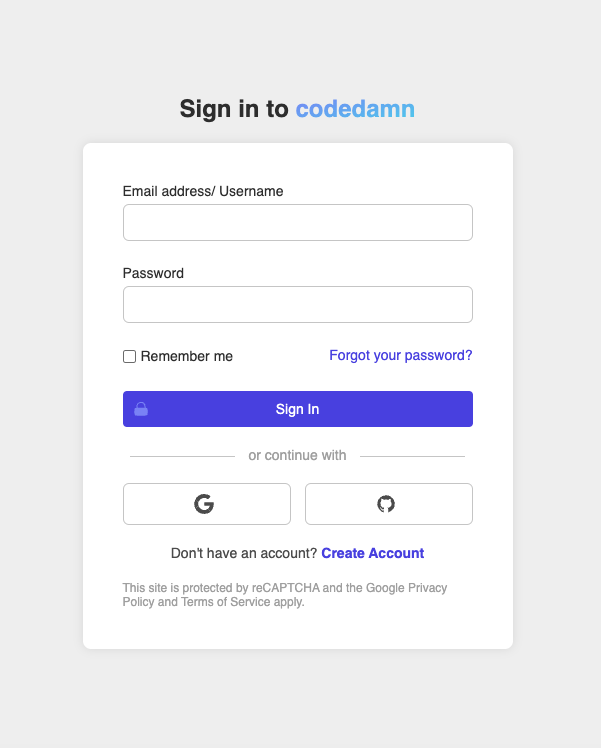 Sign in to codedamn
Email address/ Username
Password
Remember me
Forgot your password?
Sign In
or continue with
Don't have an account? Create Account
This site is protected by reCAPTCHA and the Google Privacy
Policy and Terms of Service apply.